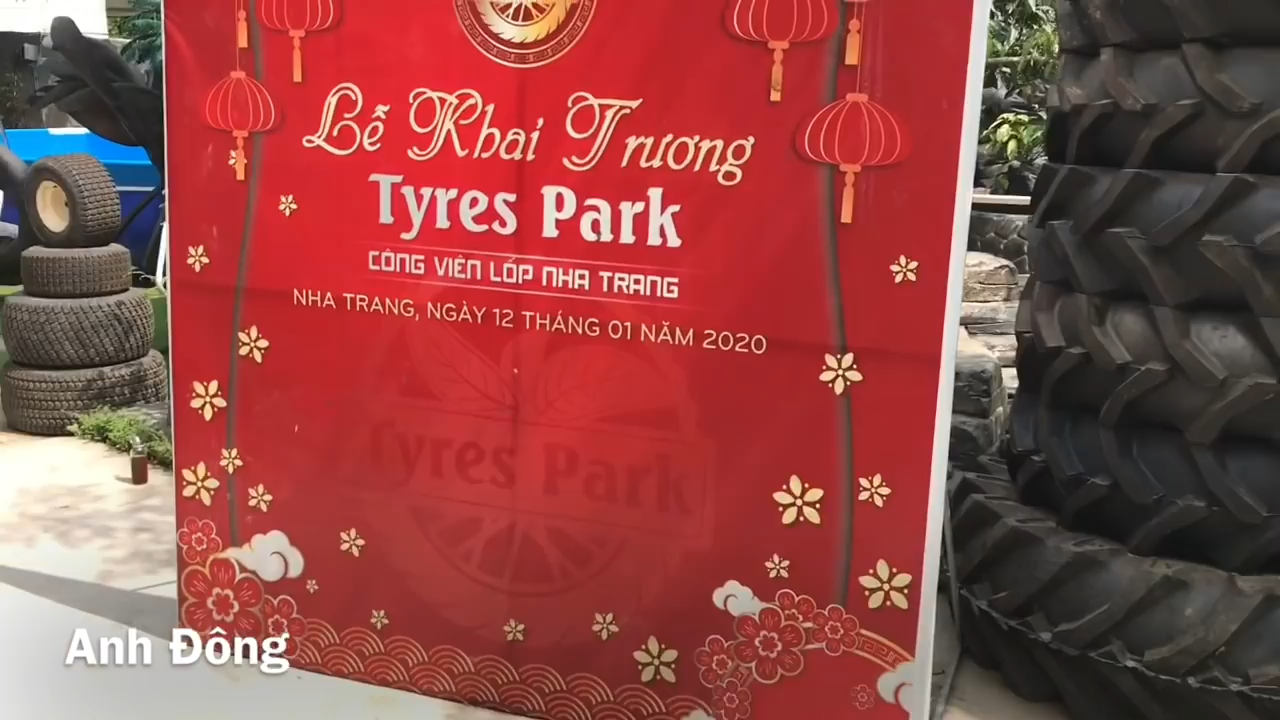 Lễ Khai Trương
Tyres Park
CÔNG VIÊN LỐP NHA TRANG
NHA TRANG, NGÀY 12 THÁNG 01 NĂM 2020
Tyres Park
Anh Đông